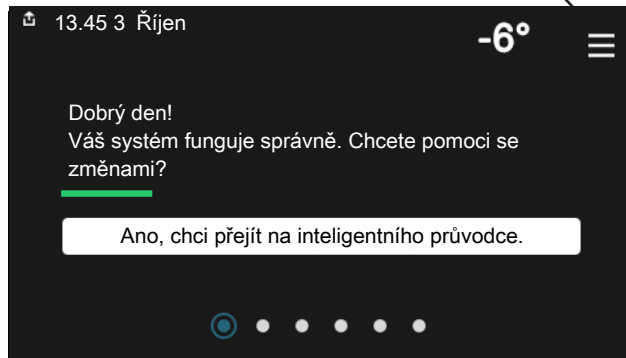 13.45 3 Říjen
-6°
Dobrý den!
Váš systém funguje správně. Chcete pomoci se
změnami?
Ano, chci přejít na inteligentního průvodce.